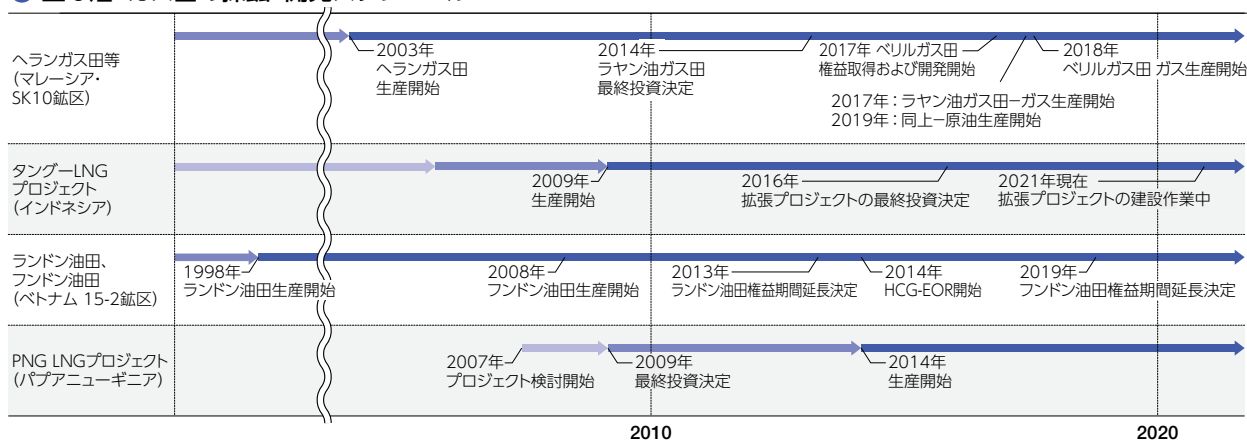 ヘランガス田等
(マレーシア・
SK10鉱区)
2003年
ヘランガス田
生産開始
2014年
ラヤン油ガス田
最終投資決定
2017年 ベリルガス田
権益取得および開発開始
2018年
ベリルガス田 ガス生産開始
2017年：ラヤン油ガス田−ガス生産開始
2019年：同上−原油生産開始
タングーLNG
プロジェクト
(インドネシア)
2009年
生産開始
2016年
拡張プロジェクトの最終投資決定
2021年現在
拡張プロジェクトの建設作業中
ランドン油田、
フンドン油田
(ベトナム 15-2鉱区)
1998年
ランドン油田生産開始
2008年
フンドン油田生産開始
2013年
ランドン油田権益期間延長決定
2014年
HCG-EOR開始
2019年
フンドン油田権益期間延長決定
PNG LNGプロジェクト
(パプアニューギニア)
2007年
プロジェクト検討開始
2009年
最終投資決定
2014年
生産開始
2010
2020